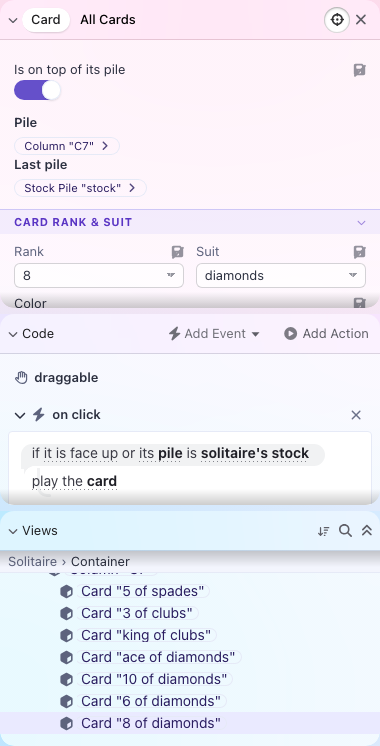 Card All Cards
Is on top of its pile
Pile
Column "C7"
Last pile
Stock Pile "stock"
CARD RANK & SUIT
Rank Suit
8 diamonds
Color
Code Add Event Add Action
draggable
on click
if it is face up or its pile is solitaire's stock
play the card
Views
Solitaire › Container
Card "5 of spades"
Card "3 of clubs"
Card "king of clubs"
Card "ace of diamonds"
Card "10 of diamonds"
Card "6 of diamonds"
Card "8 of diamonds"